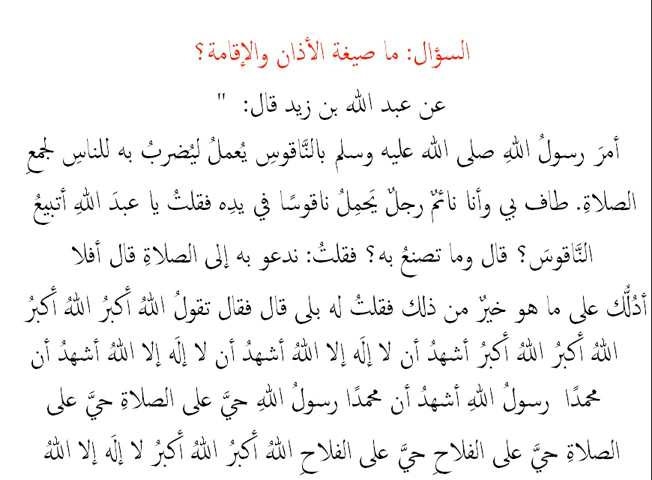 السؤال: ما صيغة الأذان والإقامة؟
عن عبد الله بن زيد قال: "
أمرَ رسولُ اللهِ صلى الله عليه وسلم بالنَّاقوسِ يُعملُ ليُضربُ به للناسِ لجمعِ
الصلاةِ. طاف بي وأنا نائمٌ رجلٌ يَحمِلُ ناقوسًا في يدِه فقلتُ يا عبدَ اللهِ أتبيعُ
النَّاقوسَ؟ قال وما تصنعُ به؟ فقلتُ: ندعو به إلى الصلاةِ قال أفلا
أدُلُّك على ما هو خيرٌ من ذلك فقلتُ له بلى قال فقال تقولُ اللهُ أكبرُ اللهُ أكبرُ
اللهُ أكبرُ اللهُ أكبرُ أشهدُ أن لا إلَه إلا اللهُ أشهدُ أن لا إلَه إلا اللهُ أشهدُ أن
محمدًا رسولُ اللهِ أشهدُ أن محمدًا رسولُ اللهِ حيَّ على الصلاةِ حيَّ على
الصلاةِ حيَّ على الفلاحِ حيَّ على الفلاحِ اللهُ أكبرُ اللهُ أكبرُ لا إلَه إلا اللهُ